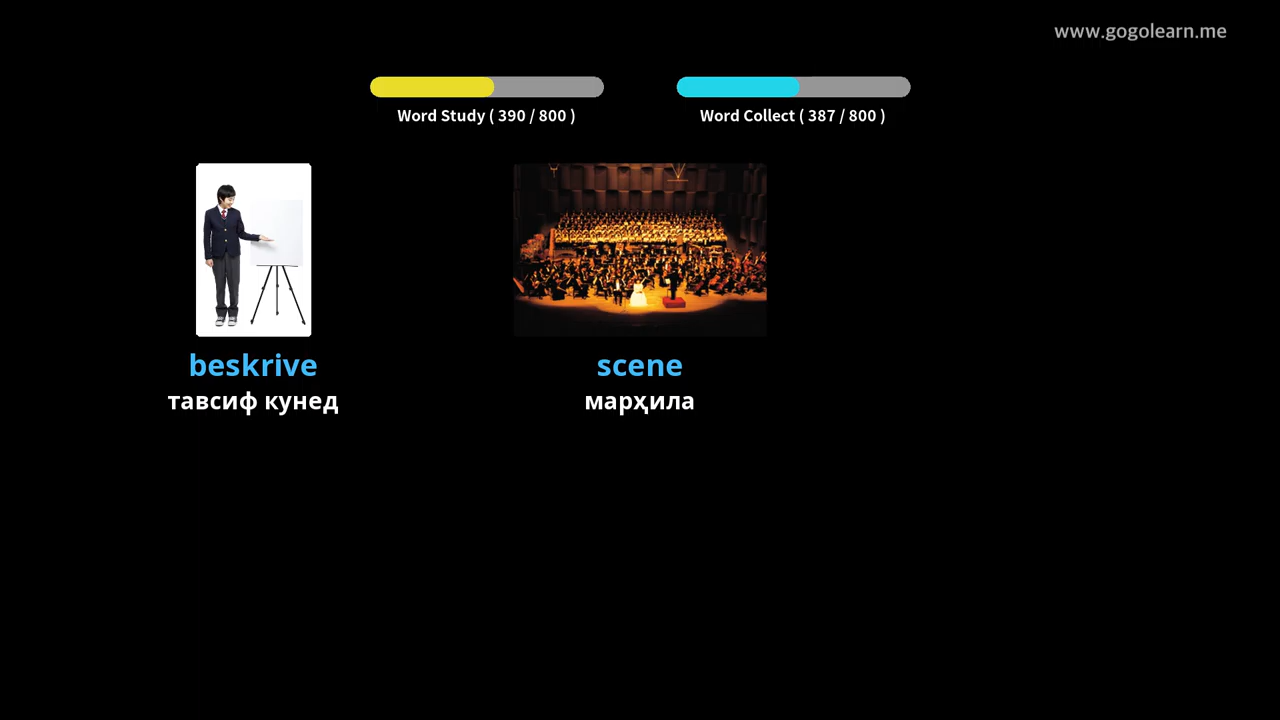 www.gogolearn.me
Word Study ( 390 / 800 )
Word Collect ( 387 / 800 )
beskrive
тавсиф кунед
scene
марҳила